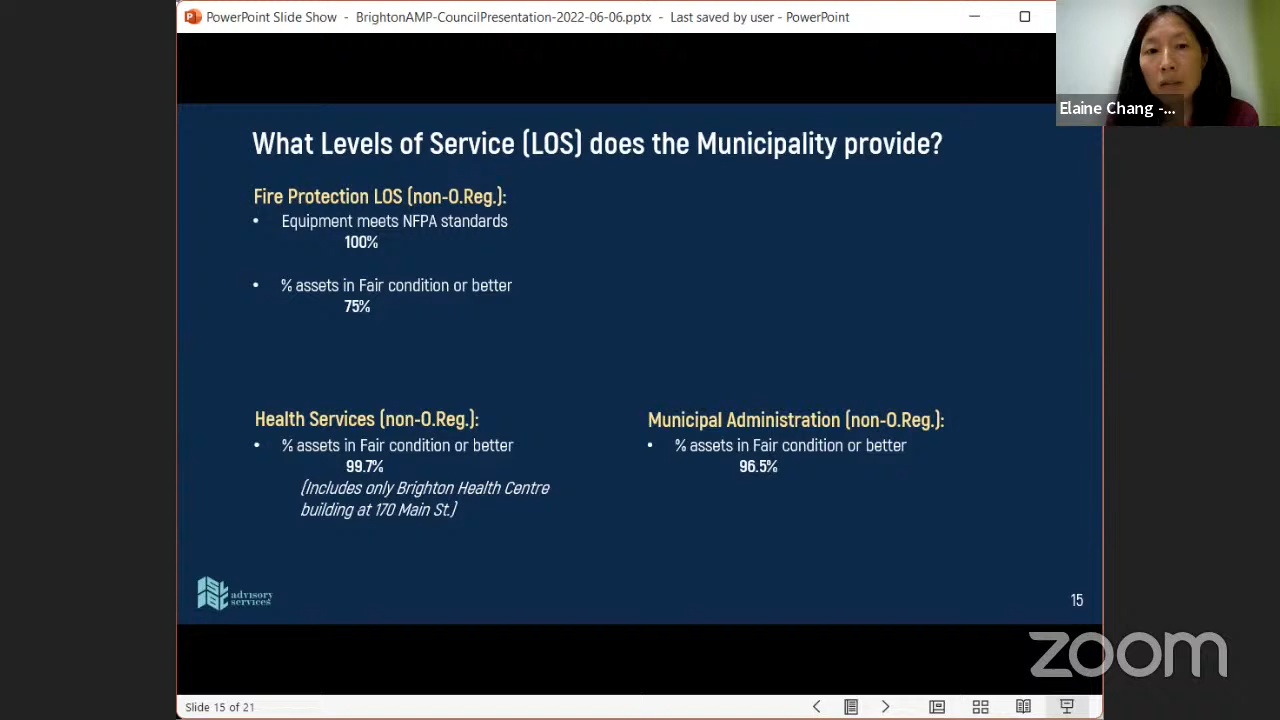 PowerPoint Slide Show - BrightonAMP-CouncilPresentation-2022-06-06.pptx - Last saved by user - PowerPoint
Elaine Chang -...
What Levels of Service (LOS) does the Municipality provide?
Fire Protection LOS (non-O.Reg.):
• Equipment meets NFPA standards
100%
• % assets in Fair condition or better
75%
Health Services (non-O.Reg.):
• % assets in Fair condition or better
99.7%
(Includes only Brighton Health Centre
building at 170 Main St.)
Municipal Administration (non-O.Reg.):
• % assets in Fair condition or better
96.5%
advisory
services
15
zoom
Slide 15 of 21